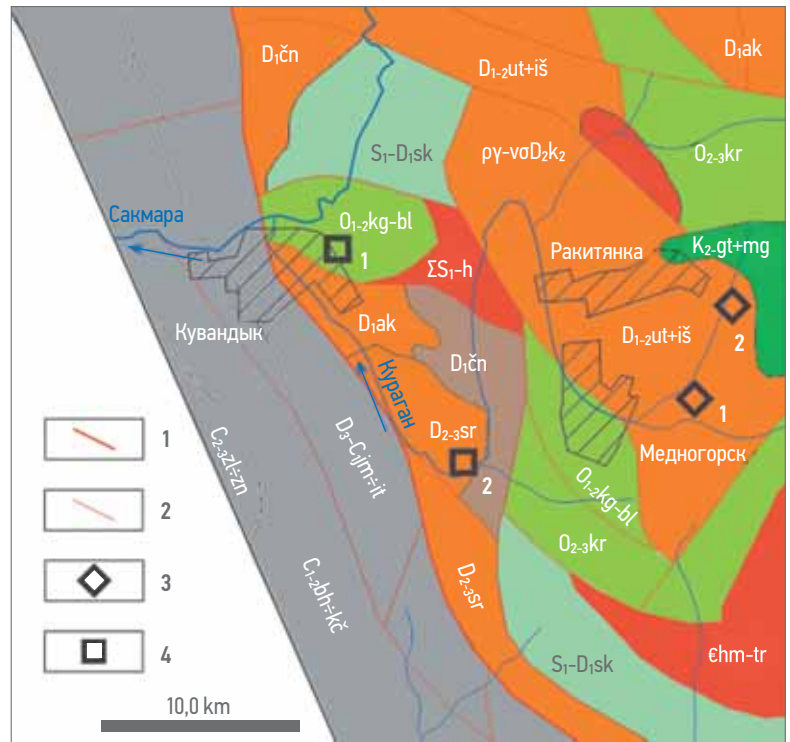 D₁čn
D₁₋₂ut+iš
D₁ak
S₁-D₁sk
ργ-νσD₂k₂
O₂₋₃kr
Сакмара
O₁₋₂kg-bl
1
ΣS₁-h
Ракитянка
K₂-gt+mg
Кувандык
D₁ak
D₁čn
D₁₋₂ut+iš
2
1
Кураган
D₂₋₃sr
2
Медногорск
C₂₋₃zl÷zn
D₃-C₁jm÷it
O₁₋₂kg-bl
O₂₋₃kr
C₁₋₂bh÷kč
D₂₋₃sr
S₁-D₁sk
€hm-tr
1
2
3
4
10,0 km